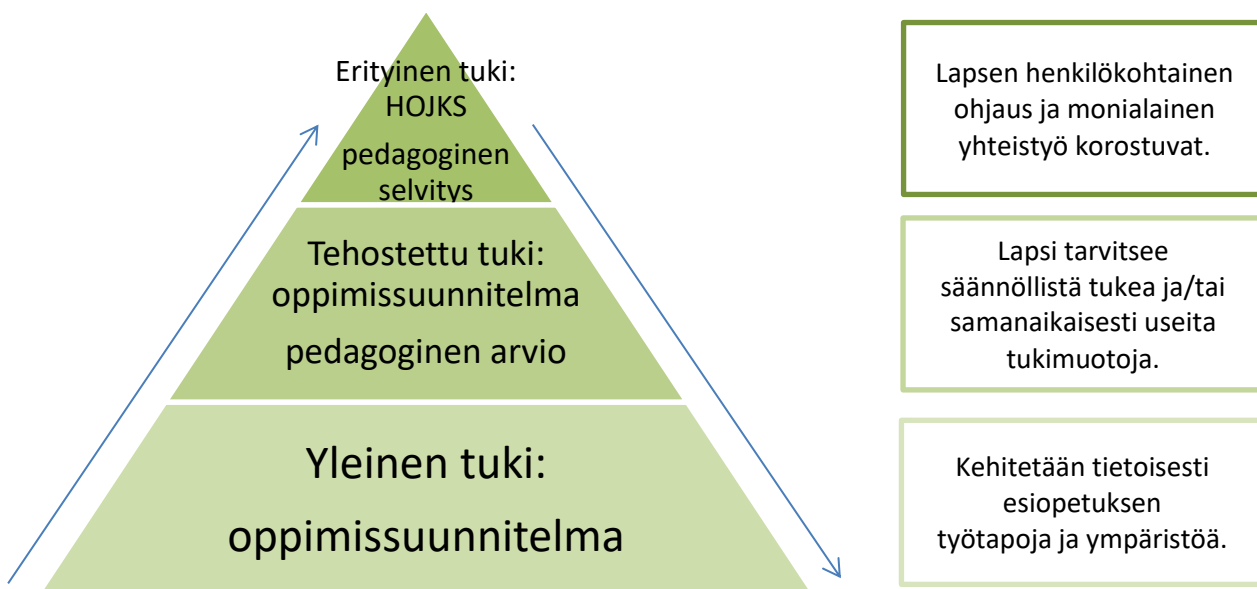 Erityinen tuki:
HOJKS
pedagoginen
selvitys
Lapsen henkilökohtainen
ohjaus ja monialainen
yhteistyö korostuvat.
Tehostettu tuki:
oppimissuunnitelma
pedagoginen arvio
Lapsi tarvitsee
säännöllistä tukea ja/tai
samanaikaisesti useita
tukimuotoja.
Yleinen tuki:
oppimissuunnitelma
Kehitetään tietoisesti
esiopetuksen
työtapoja ja ympäristöä.